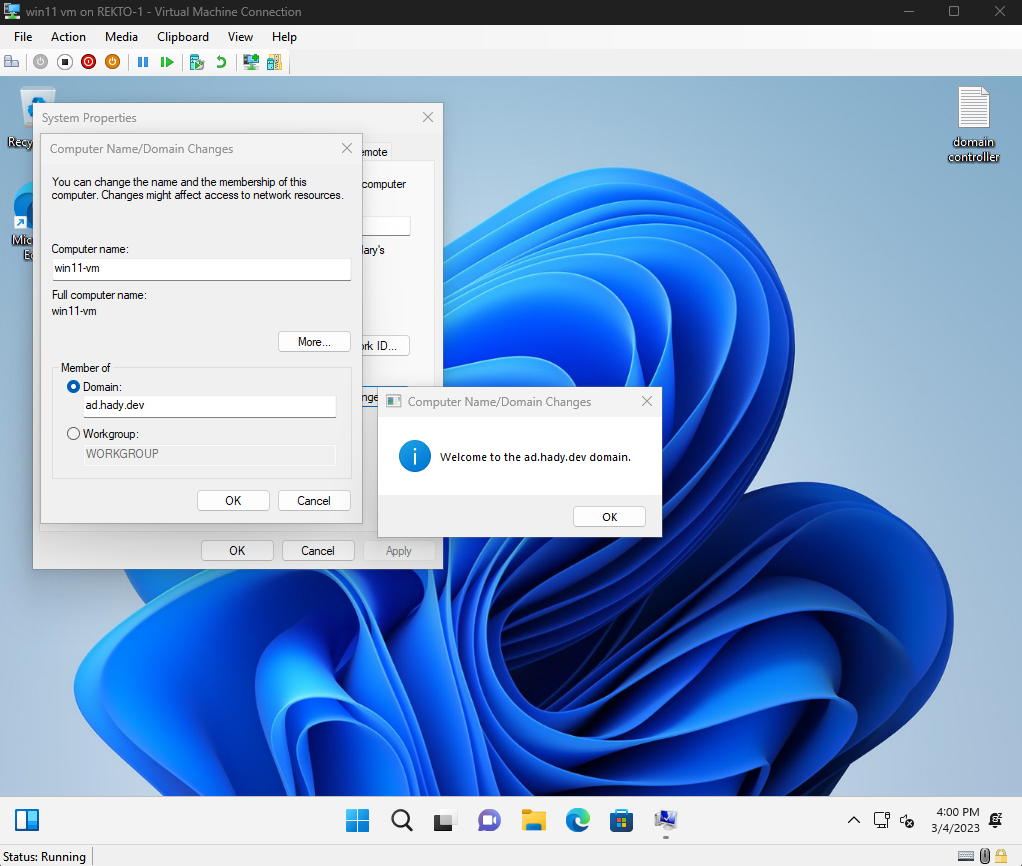 win11 vm on REKTO-1 - Virtual Machine Connection
File Action Media Clipboard View Help
System Properties
Computer Name/Domain Changes
emote
You can change the name and the membership of this
computer. Changes might affect access to network resources.
computer
Computer name:
lary's
win11-vm
Full computer name:
win11-vm
More...
rk ID...
Member of
Domain:
ad.hady.dev
nge
Workgroup:
WORKGROUP
OK Cancel
OK Cancel Apply
Computer Name/Domain Changes
Welcome to the ad.hady.dev domain.
OK
Recy
Mic
E
domain
controller
4:00 PM
3/4/2023
Status: Running